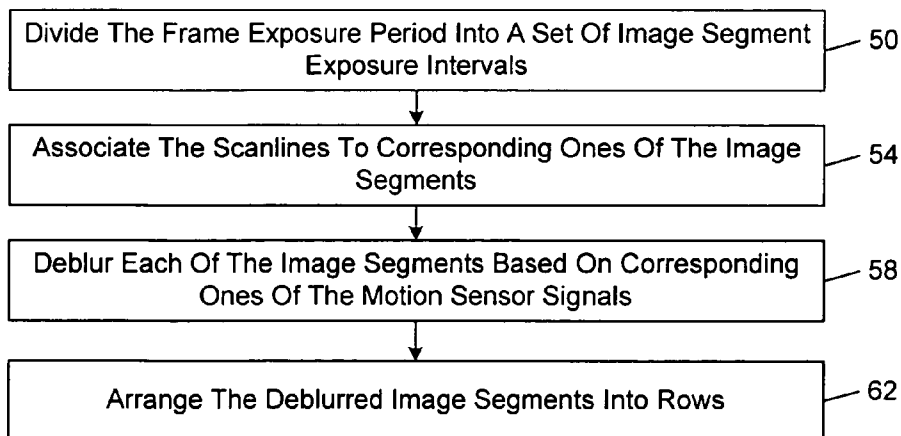 Divide The Frame Exposure Period Into A Set Of Image Segment
Exposure Intervals
50
Associate The Scanlines To Corresponding Ones Of The Image
Segments
54
Deblur Each Of The Image Segments Based On Corresponding
Ones Of The Motion Sensor Signals
58
Arrange The Deblurred Image Segments Into Rows
62